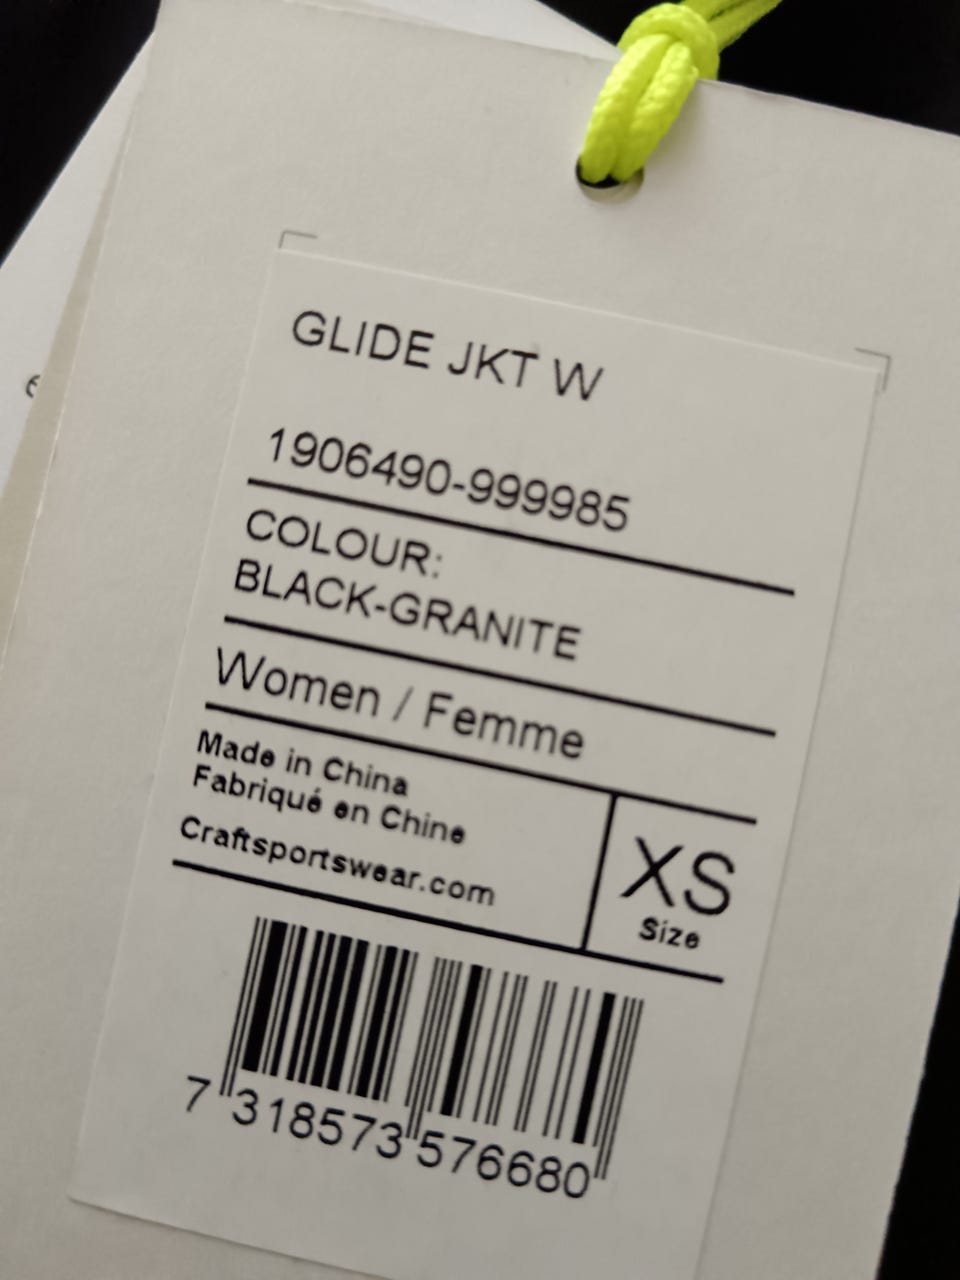 GLIDE JKT W
1906490-999985
COLOUR:
BLACK-GRANITE
Women / Femme
Made in China
Fabriqué en Chine
Craftsportswear.com
XS
Size
7 318573 576680